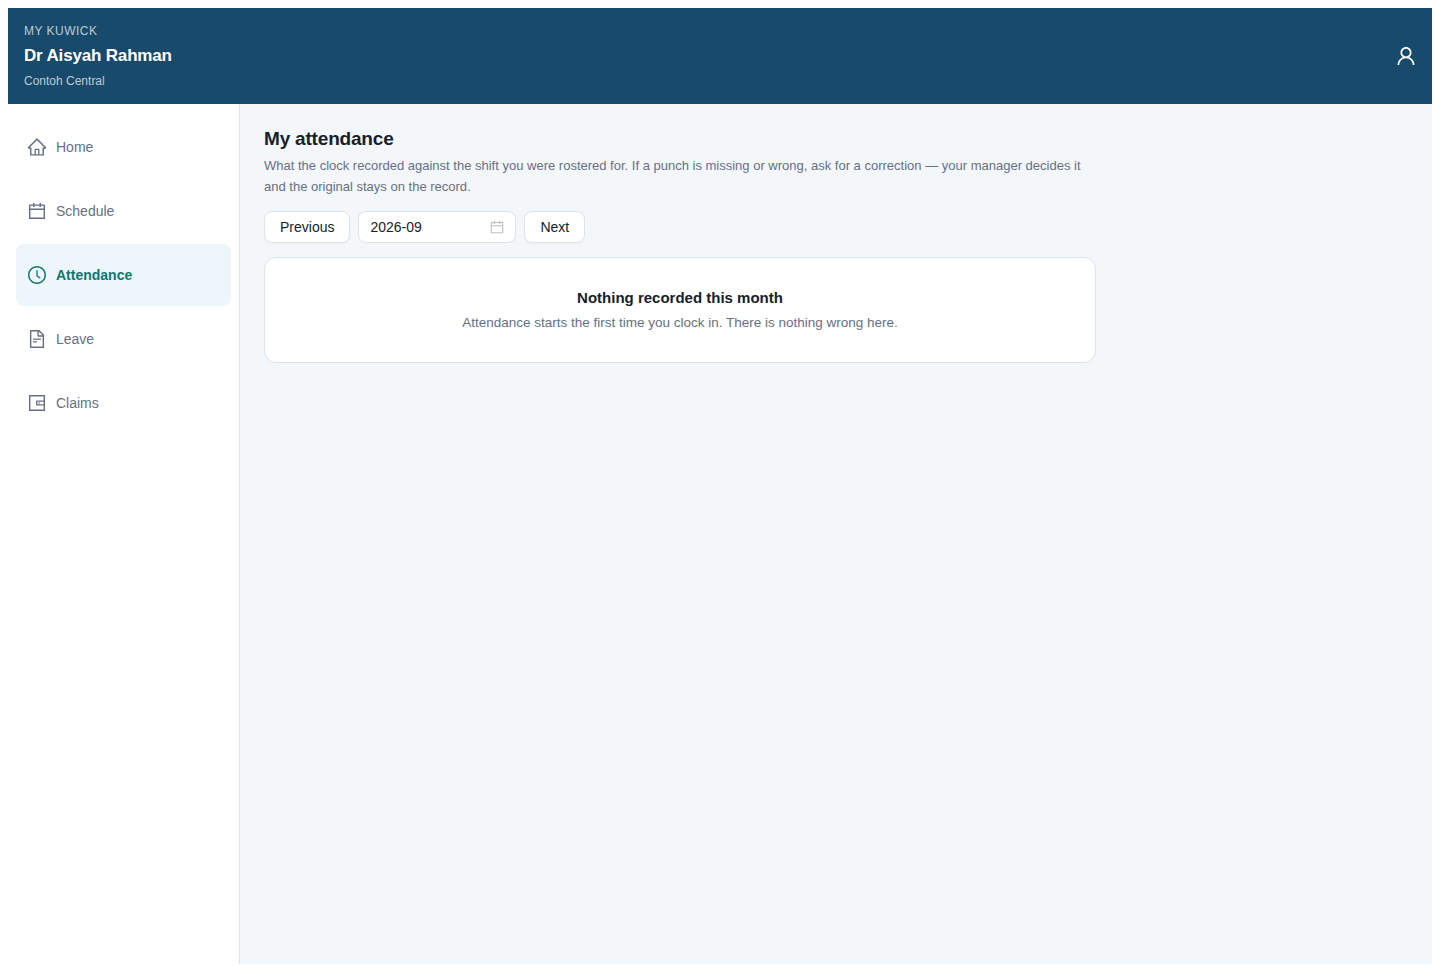 MY KUWICK
Dr Aisyah Rahman
Contoh Central
Home
Schedule
Attendance
Leave
Claims
My attendance
What the clock recorded against the shift you were rostered for. If a punch is missing or wrong, ask for a correction — your manager decides it
and the original stays on the record.
Previous
2026-09
Next
Nothing recorded this month
Attendance starts the first time you clock in. There is nothing wrong here.